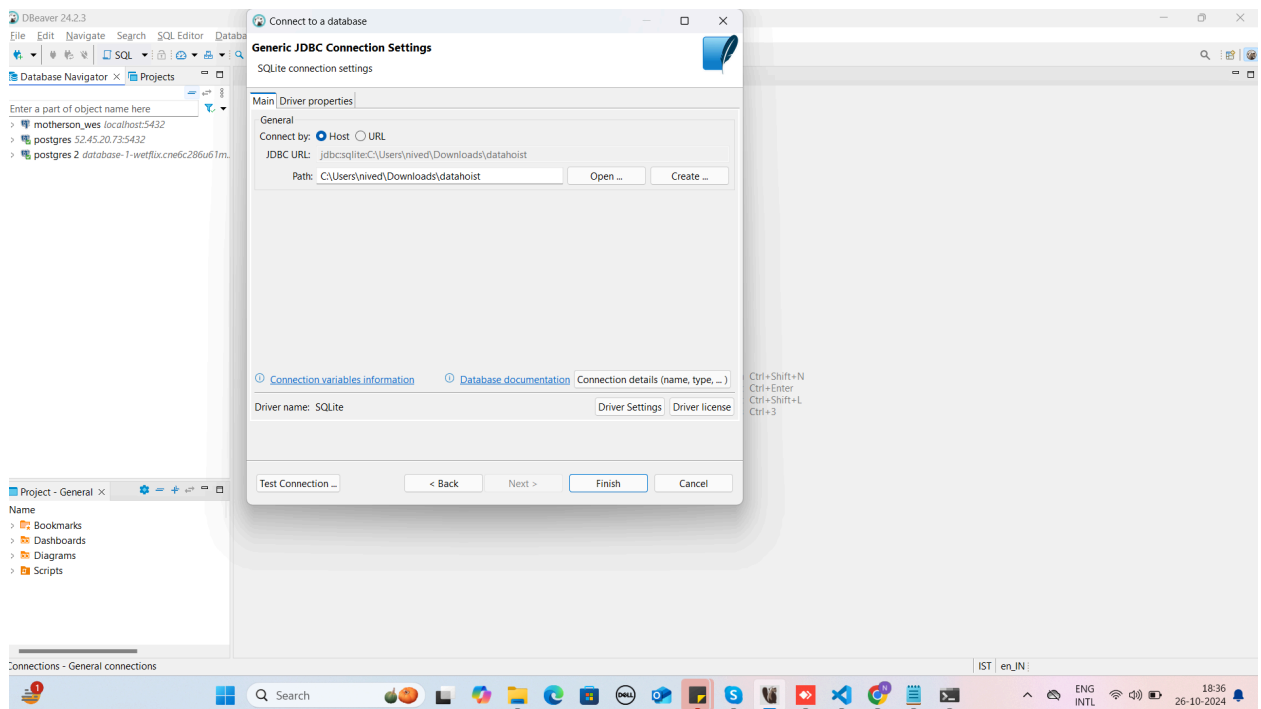 DBeaver 24.2.3
File Edit Navigate Search SQL Editor Databa
SQL
Database Navigator Projects
Enter a part of object name here
motherson_wes localhost:5432
postgres 52.45.20.73:5432
postgres 2 database-1-wetflix.cne6c286u61m..
Connect to a database
Generic JDBC Connection Settings
SQLite connection settings
Main Driver properties
General
Connect by: Host URL
JDBC URL: jdbc:sqlite:C:\Users\nived\Downloads\datahoist
Path: C:\Users\nived\Downloads\datahoist Open ... Create ...
Connection variables information Database documentation Connection details (name, type, ... )
Driver name: SQLite Driver Settings Driver license
Test Connection ... < Back Next > Finish Cancel
Ctrl+Shift+N
Ctrl+Enter
Ctrl+Shift+L
Ctrl+3
Project - General
Name
Bookmarks
Dashboards
Diagrams
Scripts
Connections - General connections IST en_IN
1 Search DELL S N ENG 18:36
INTL 26-10-2024